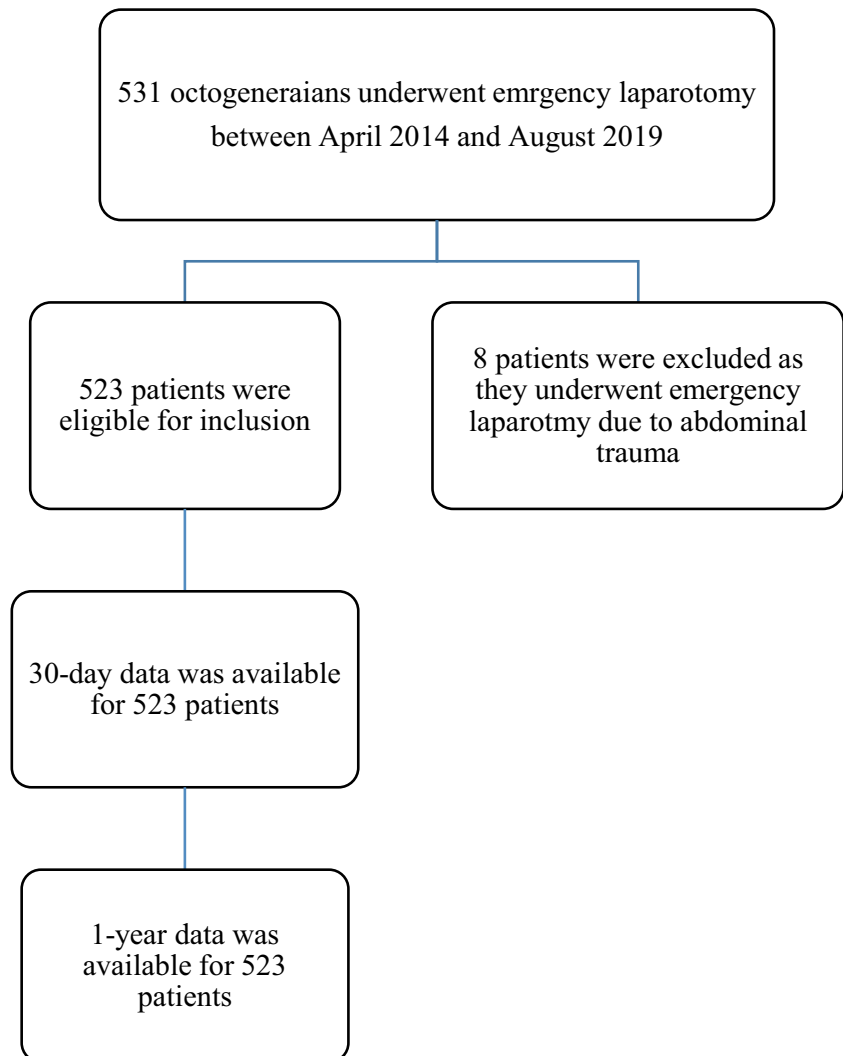 531 octogeneraians underwent emrgency laparotomy
between April 2014 and August 2019
523 patients were
eligible for inclusion
8 patients were excluded as
they underwent emergency
laparotmy due to abdominal
trauma
30-day data was available
for 523 patients
1-year data was
available for 523
patients